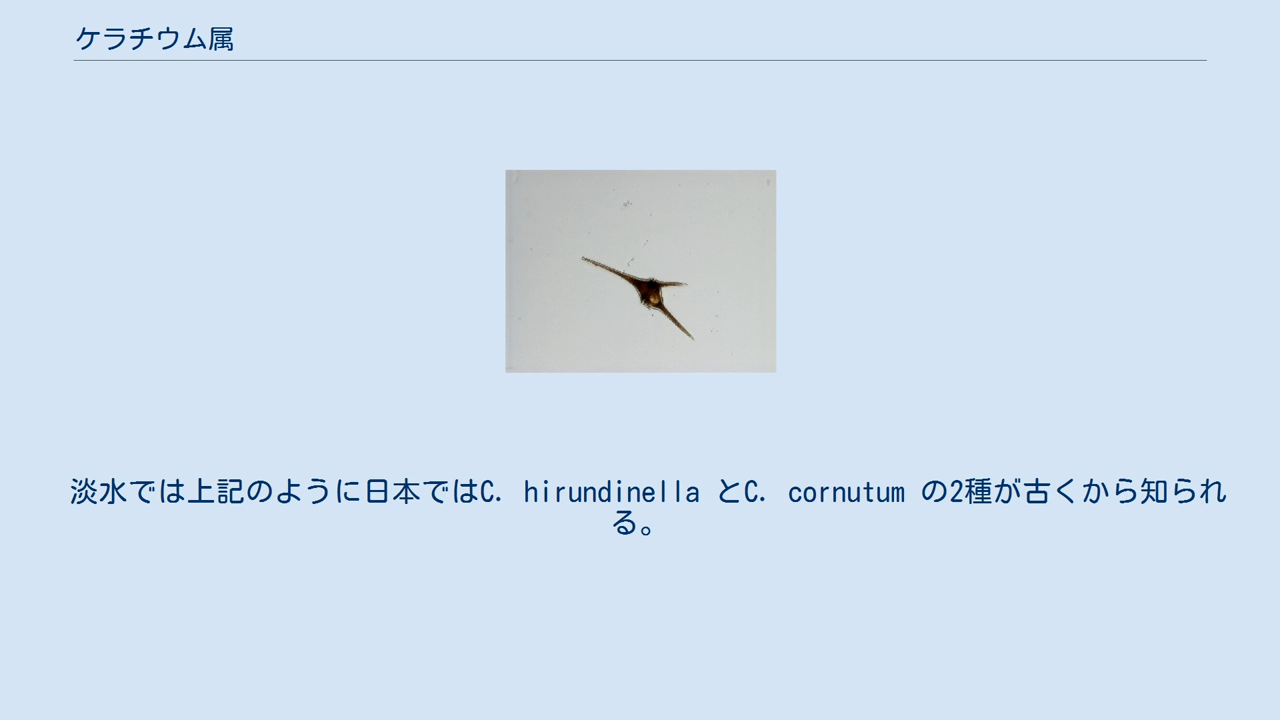 ケラチウム属
淡水では上記のように日本ではC. hirundinella とC. cornutum の2種が古くから知られ
る。